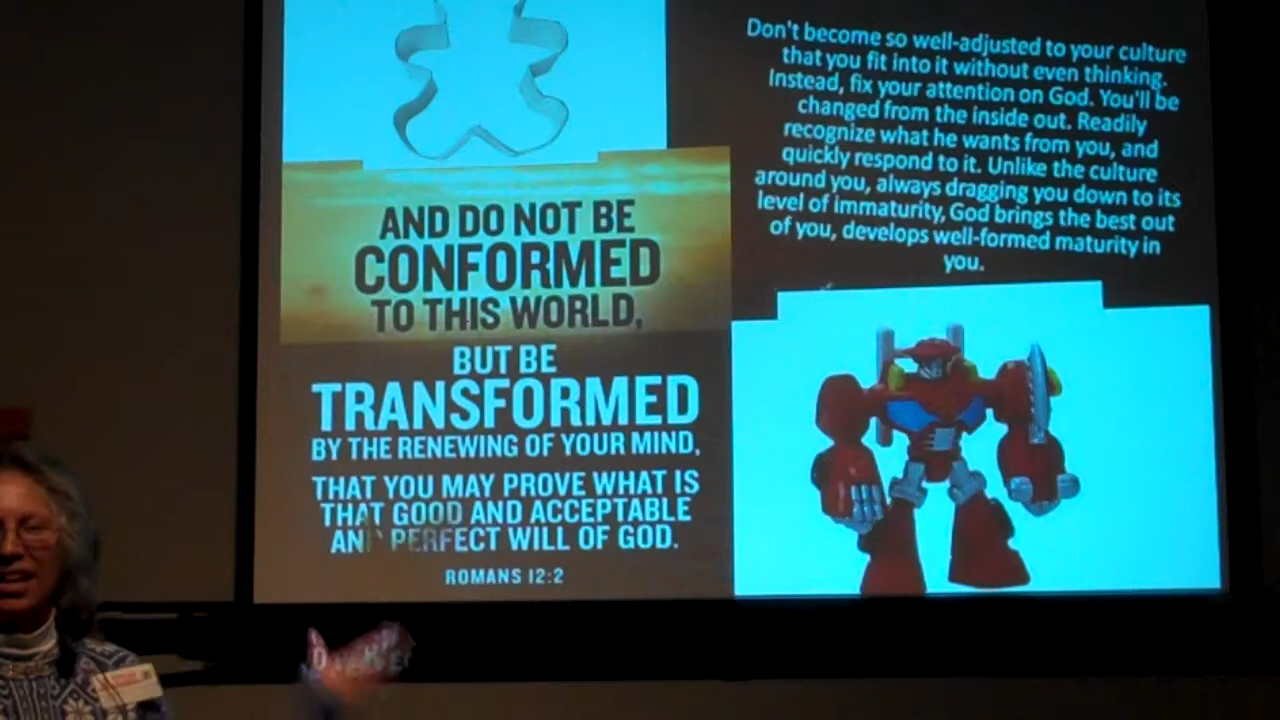 AND DO NOT BE
CONFORMED
TO THIS WORLD,
BUT BE
TRANSFORMED
BY THE RENEWING OF YOUR MIND,
THAT YOU MAY PROVE WHAT IS
THAT GOOD AND ACCEPTABLE
AND PERFECT WILL OF GOD.
ROMANS 12:2
Don't become so well-adjusted to your culture
that you fit into it without even thinking.
Instead, fix your attention on God. You'll be
changed from the inside out. Readily
recognize what he wants from you, and
quickly respond to it. Unlike the culture
around you, always dragging you down to its
level of immaturity, God brings the best out
of you, develops well-formed maturity in
you.